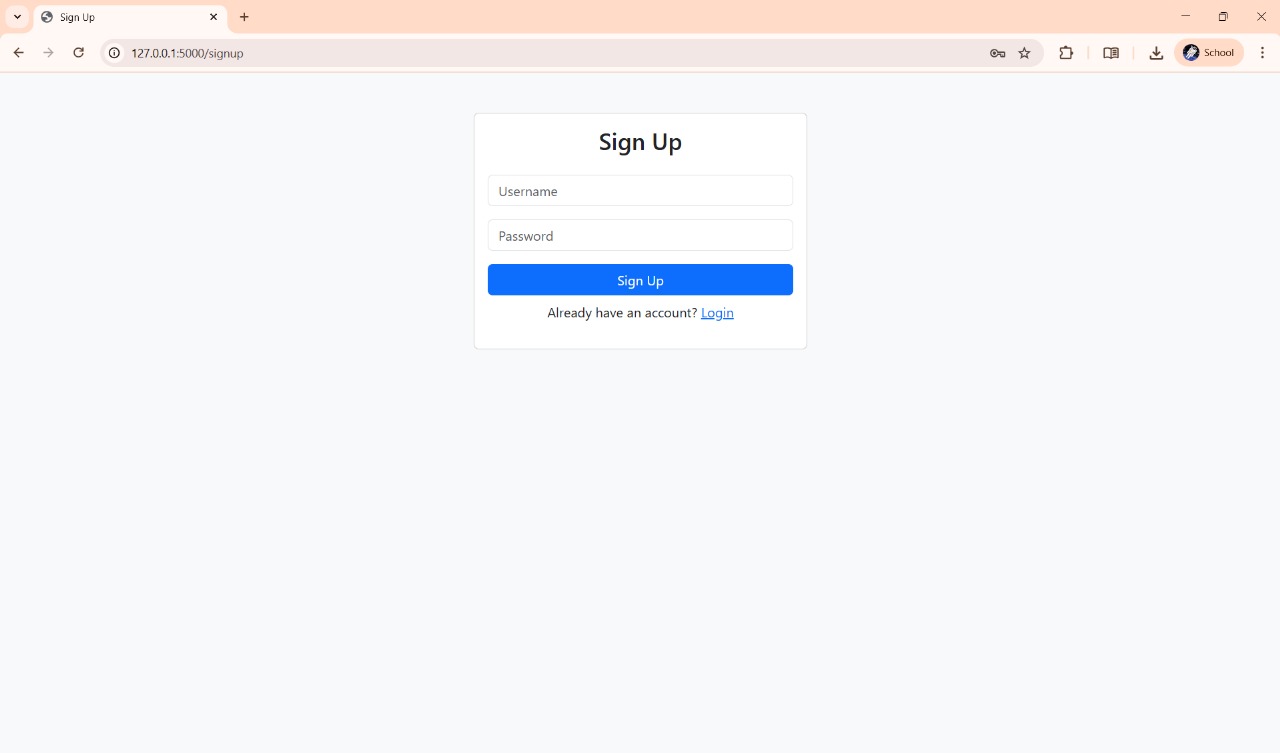 Sign Up
127.0.0.1:5000/signup
School
Sign Up
Username
Password
Sign Up
Already have an account? Login